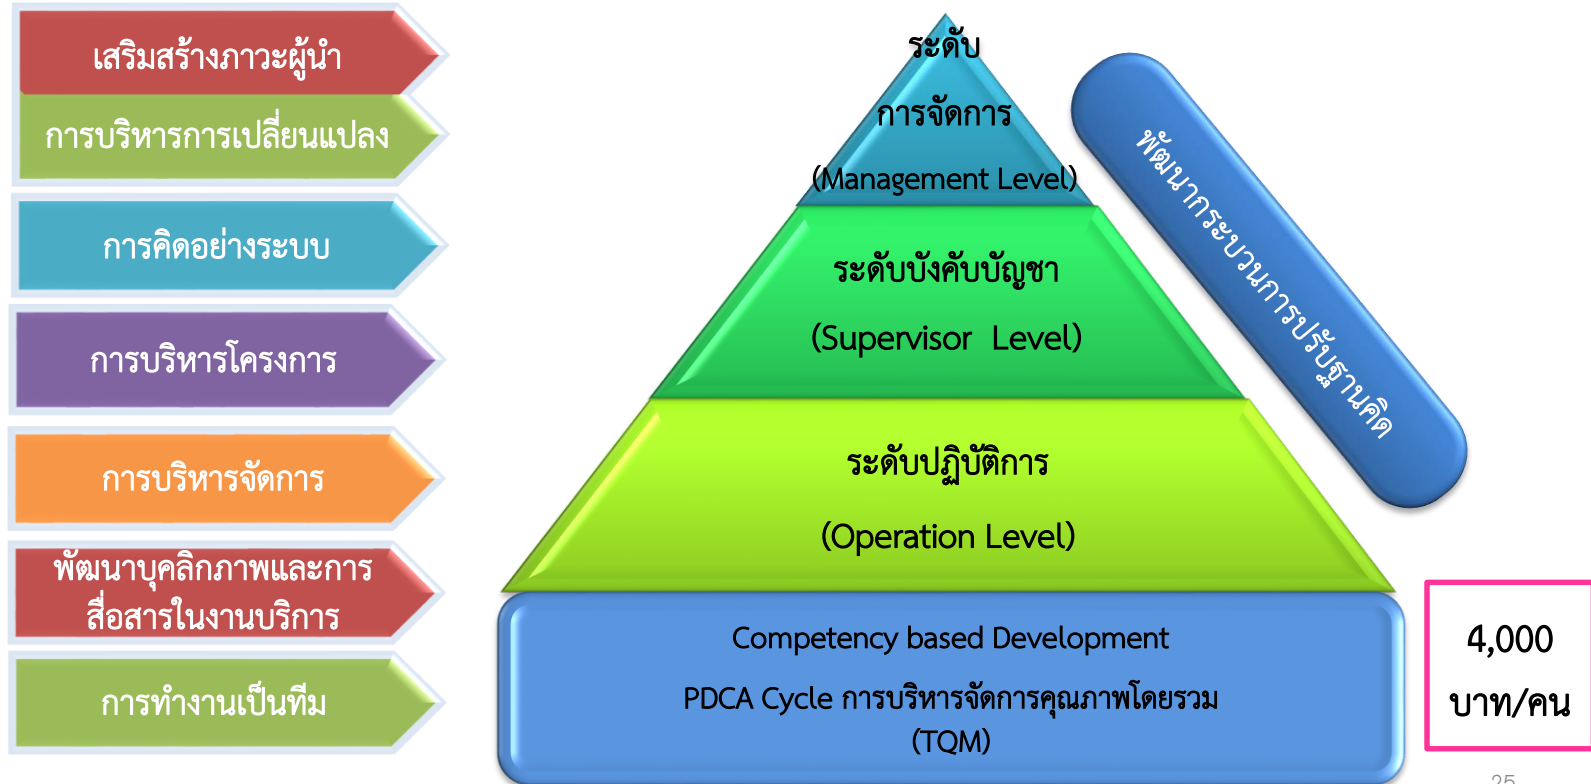 เสริมสร้างภาวะผู้นำ
การบริหารการเปลี่ยนแปลง
การคิดอย่างระบบ
การบริหารโครงการ
การบริหารจัดการ
พัฒนาบุคลิกภาพและการ
สื่อสารในงานบริการ
การทำงานเป็นทีม
ระดับ
การจัดการ
(Management Level)
ระดับบังคับบัญชา
(Supervisor Level)
ระดับปฏิบัติการ
(Operation Level)
Competency based Development
PDCA Cycle การบริหารจัดการคุณภาพโดยรวม
(TQM)
พัฒนากระบวนการปรับฐานคิด
4,000
บาท/คน
25